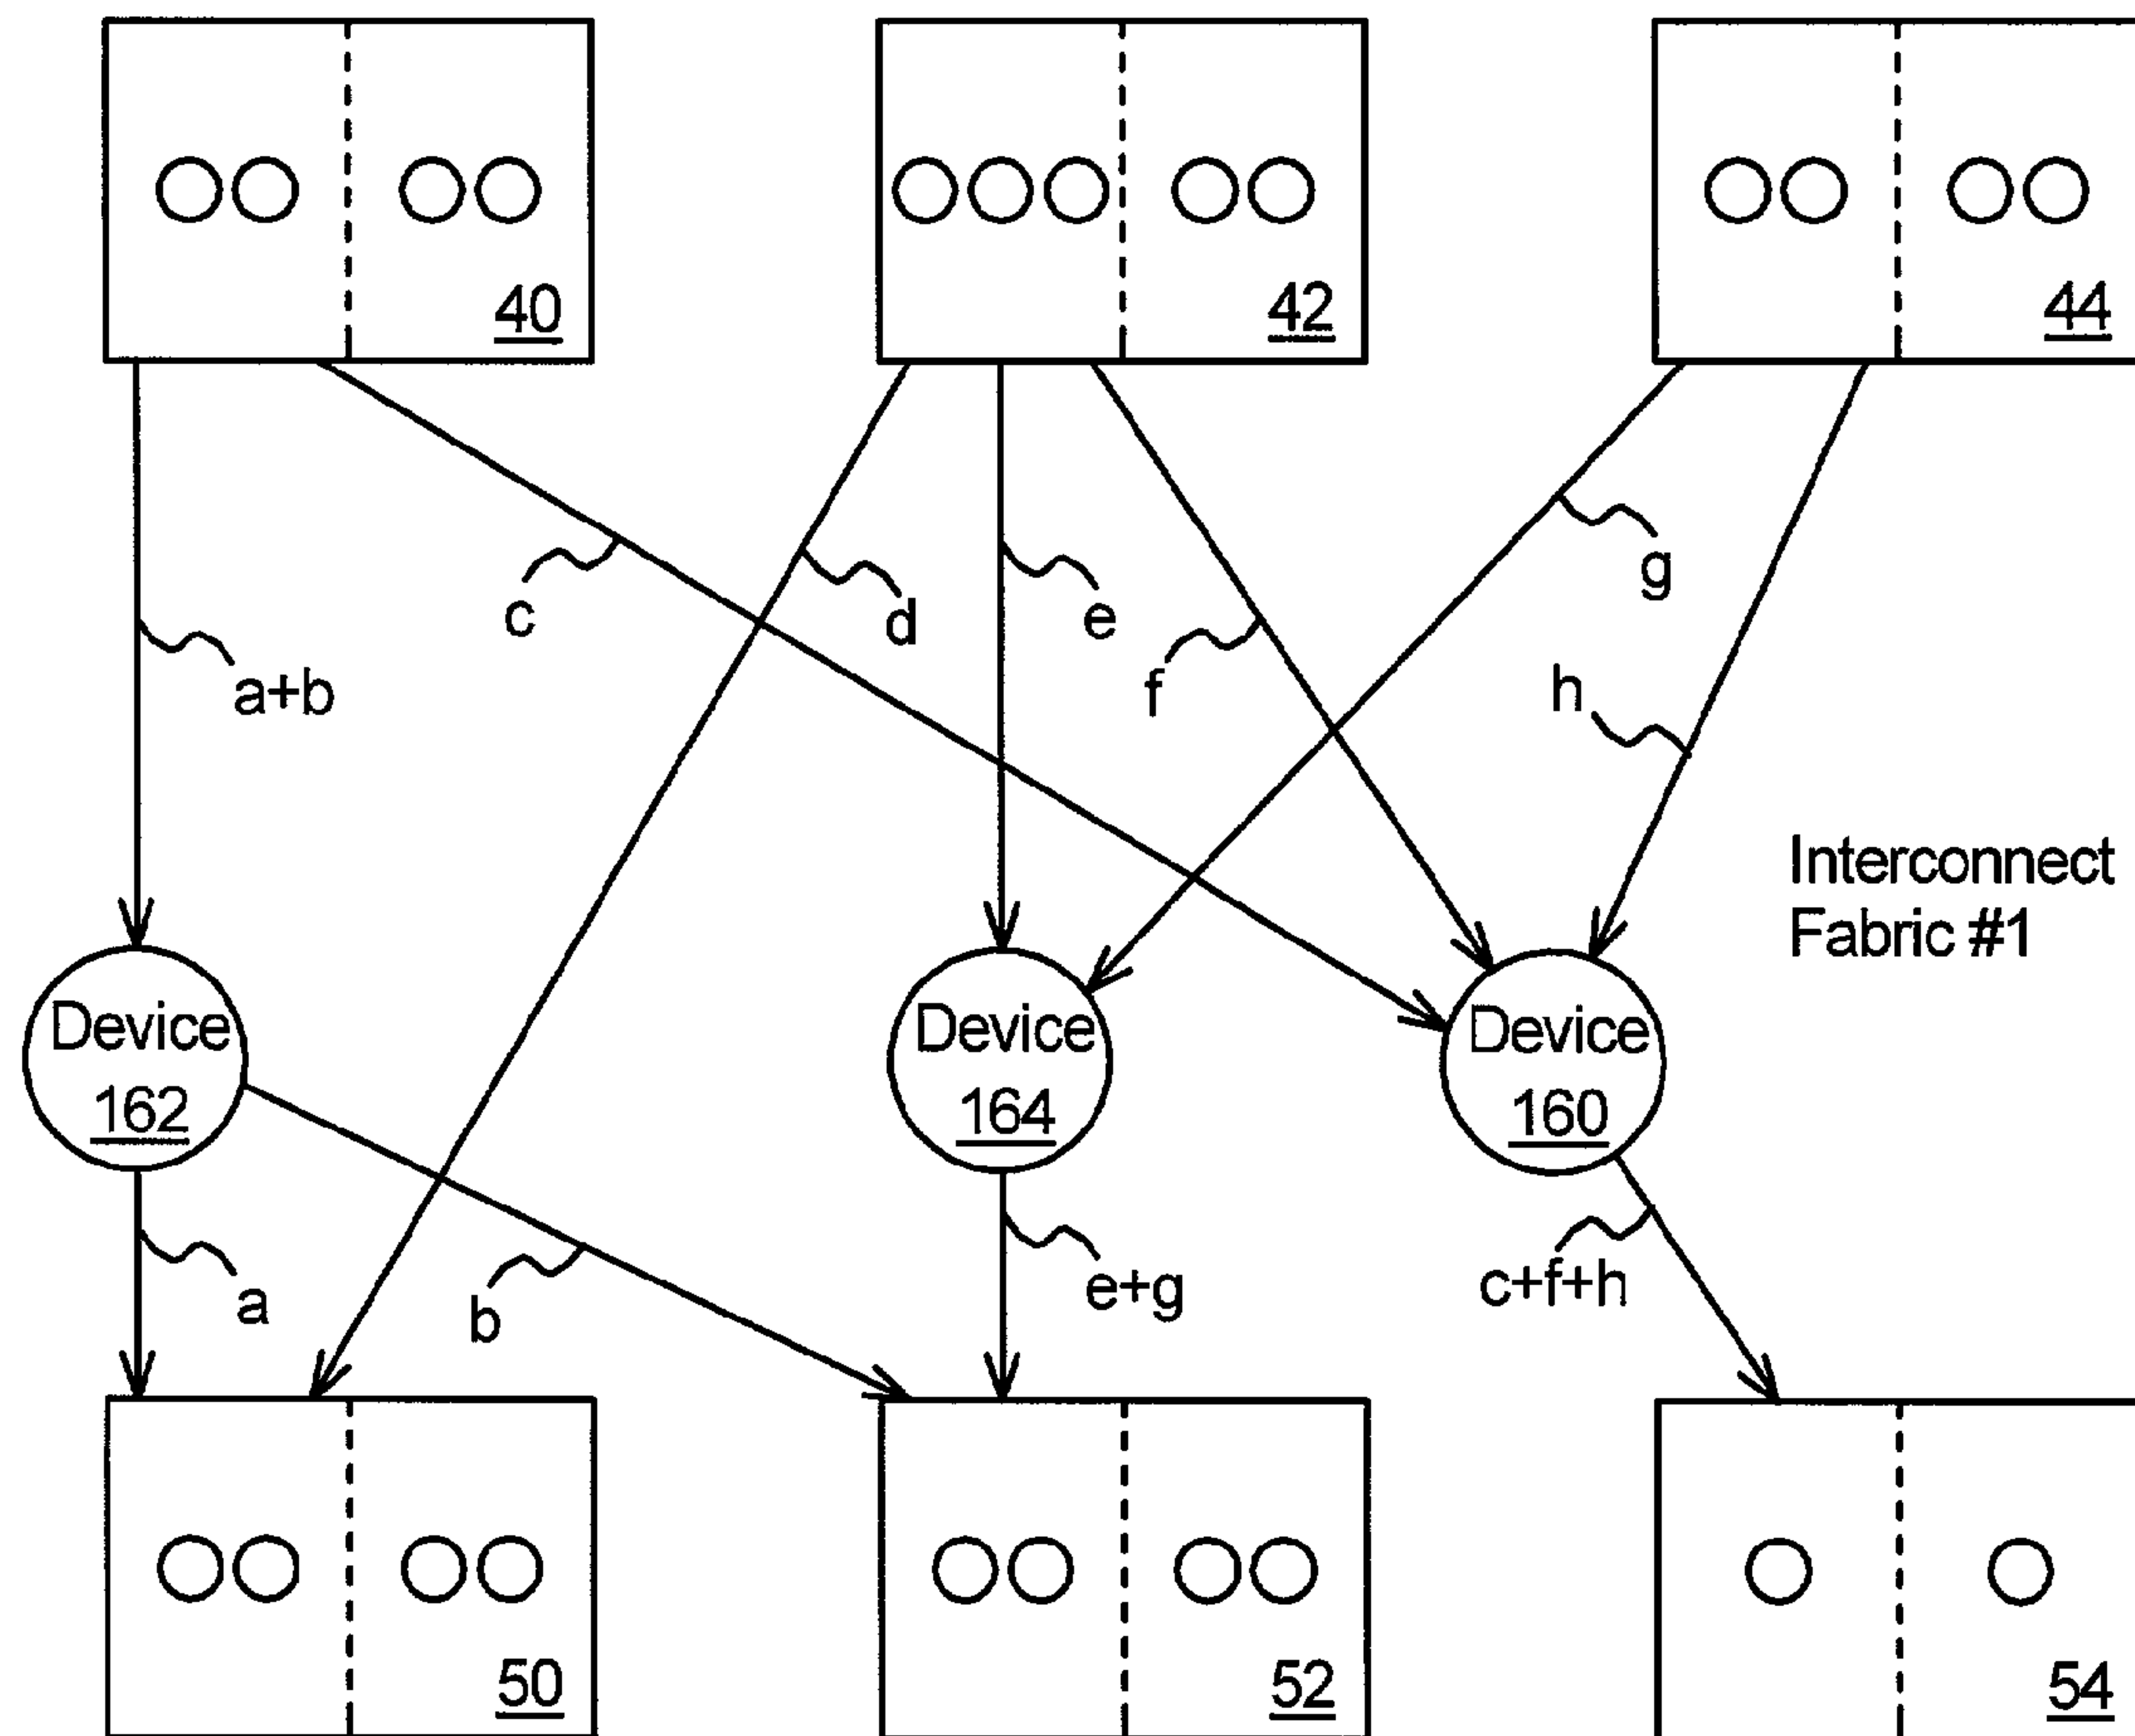 40
42
44
c
d
e
g
a+b
f
h
Interconnect
Fabric #1
Device
162
Device
164
Device
160
a
b
e+g
c+f+h
50
52
54